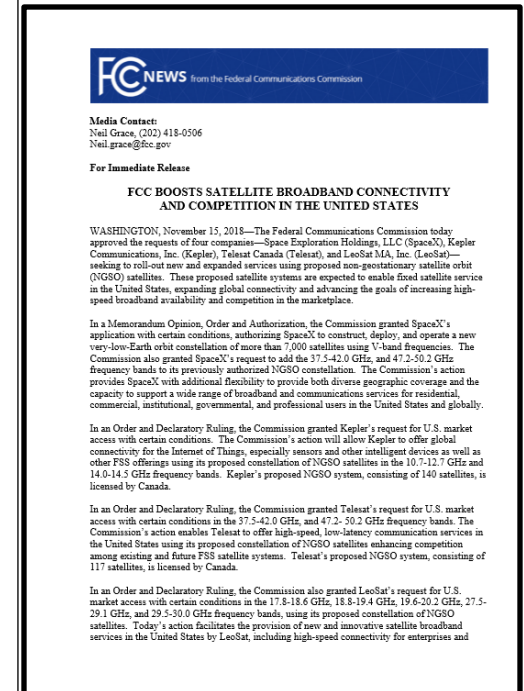 FCC NEWS from the Federal Communications Commission
Media Contact:
Neil Grace, (202) 418-0506
Neil.grace@fcc.gov
For Immediate Release
FCC BOOSTS SATELLITE BROADBAND CONNECTIVITY
AND COMPETITION IN THE UNITED STATES
WASHINGTON, November 15, 2018—The Federal Communications Commission today
approved the requests of four companies—Space Exploration Holdings, LLC (SpaceX), Kepler
Communications, Inc. (Kepler), Telesat Canada (Telesat), and LeoSat MA, Inc. (LeoSat)—
seeking to roll-out new and expanded services using proposed non-geostationary satellite orbit
(NGSO) satellites. These proposed satellite systems are expected to enable fixed satellite service
in the United States, expanding global connectivity and advancing the goals of increasing high-
speed broadband availability and competition in the marketplace.
In a Memorandum Opinion, Order and Authorization, the Commission granted SpaceX's
application with certain conditions, authorizing SpaceX to construct, deploy, and operate a new
very-low-Earth orbit constellation of more than 7,000 satellites using V-band frequencies. The
Commission also granted SpaceX's request to add the 37.5-42.0 GHz, and 47.2-50.2 GHz
frequency bands to its previously authorized NGSO constellation. The Commission's action
provides SpaceX with additional flexibility to provide both diverse geographic coverage and the
capacity to support a wide range of broadband and communications services for residential,
commercial, institutional, governmental, and professional users in the United States and globally.
In an Order and Declaratory Ruling, the Commission granted Kepler's request for U.S. market
access with certain conditions. The Commission's action will allow Kepler to offer global
connectivity for the Internet of Things, especially sensors and other intelligent devices as well as
other FSS offerings using its proposed constellation of NGSO satellites in the 10.7-12.7 GHz and
14.0-14.5 GHz frequency bands. Kepler's proposed NGSO system, consisting of 140 satellites, is
licensed by Canada.
In an Order and Declaratory Ruling, the Commission granted Telesat's request for U.S. market
access with certain conditions in the 37.5-42.0 GHz, and 47.2- 50.2 GHz frequency bands. The
Commission's action enables Telesat to offer high-speed, low-latency communication services in
the United States using its proposed constellation of NGSO satellites enhancing competition
among existing and future FSS satellite systems. Telesat's proposed NGSO system, consisting of
117 satellites, is licensed by Canada.
In an Order and Declaratory Ruling, the Commission also granted LeoSat's request for U.S.
market access with certain conditions in the 17.8-18.6 GHz, 18.8-19.4 GHz, 19.6-20.2 GHz, 27.5-
29.1 GHz, and 29.5-30.0 GHz frequency bands, using its proposed constellation of NGSO
satellites. Today's action facilitates the provision of new and innovative satellite broadband
services in the United States by LeoSat, including high-speed connectivity for enterprises and